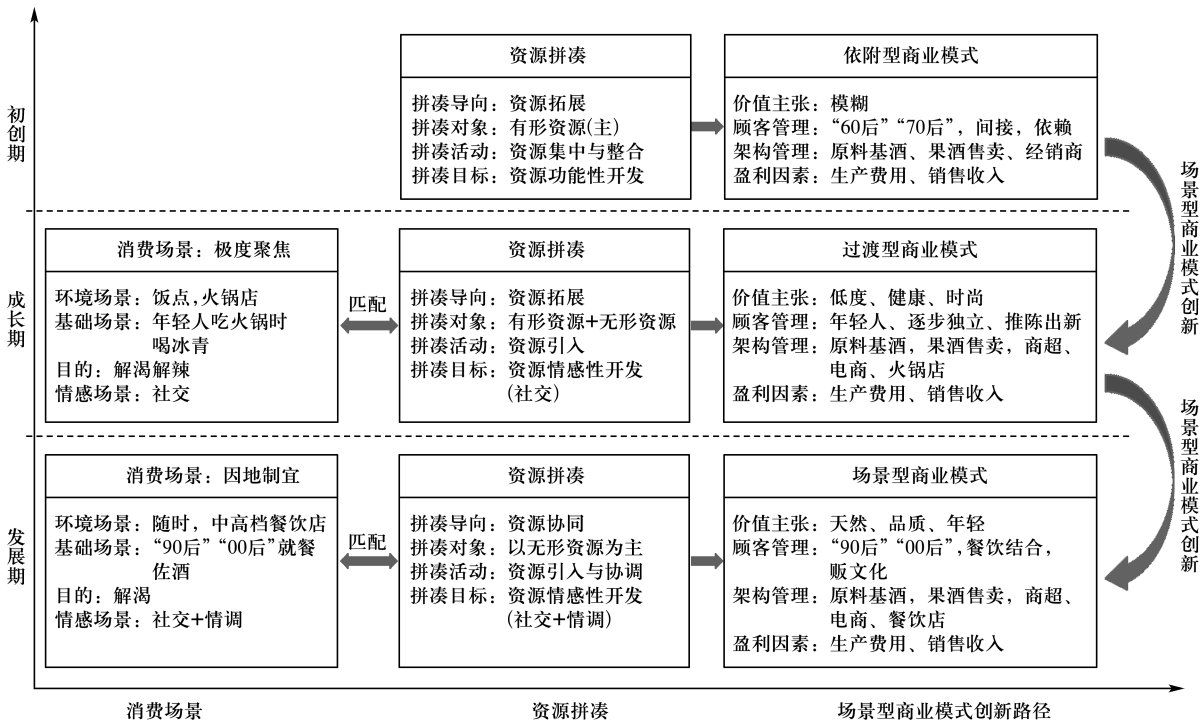 初创期
资源拼凑
拼凑导向：资源拓展
拼凑对象：有形资源(主)
拼凑活动：资源集中与整合
拼凑目标：资源功能性开发
依附型商业模式
价值主张：模糊
顾客管理：“60后”“70后”，间接，依赖
架构管理：原料基酒、果酒售卖、经销商
盈利因素：生产费用、销售收入
场景型商业模式创新
成长期
消费场景：极度聚焦
环境场景：饭点,火锅店
基础场景：年轻人吃火锅时
喝冰青
目的：解渴解辣
情感场景：社交
匹配
资源拼凑
拼凑导向：资源拓展
拼凑对象：有形资源+无形资源
拼凑活动：资源引入
拼凑目标：资源情感性开发
(社交)
过渡型商业模式
价值主张：低度、健康、时尚
顾客管理：年轻人、逐步独立、推陈出新
架构管理：原料基酒，果酒售卖，商超、
电商、火锅店
盈利因素：生产费用、销售收入
场景型商业模式创新
发展期
消费场景：因地制宜
环境场景：随时，中高档餐饮店
基础场景：“90后”“00后”就餐
佐酒
目的：解渴
情感场景：社交+情调
匹配
资源拼凑
拼凑导向：资源协同
拼凑对象：以无形资源为主
拼凑活动：资源引入与协调
拼凑目标：资源情感性开发
(社交+情调)
场景型商业模式
价值主张：天然、品质、年轻
顾客管理：“90后”“00后”,餐饮结合，
贩文化
架构管理：原料基酒，果酒售卖，商超、
电商、餐饮店
盈利因素：生产费用、销售收入
消费场景
资源拼凑
场景型商业模式创新路径